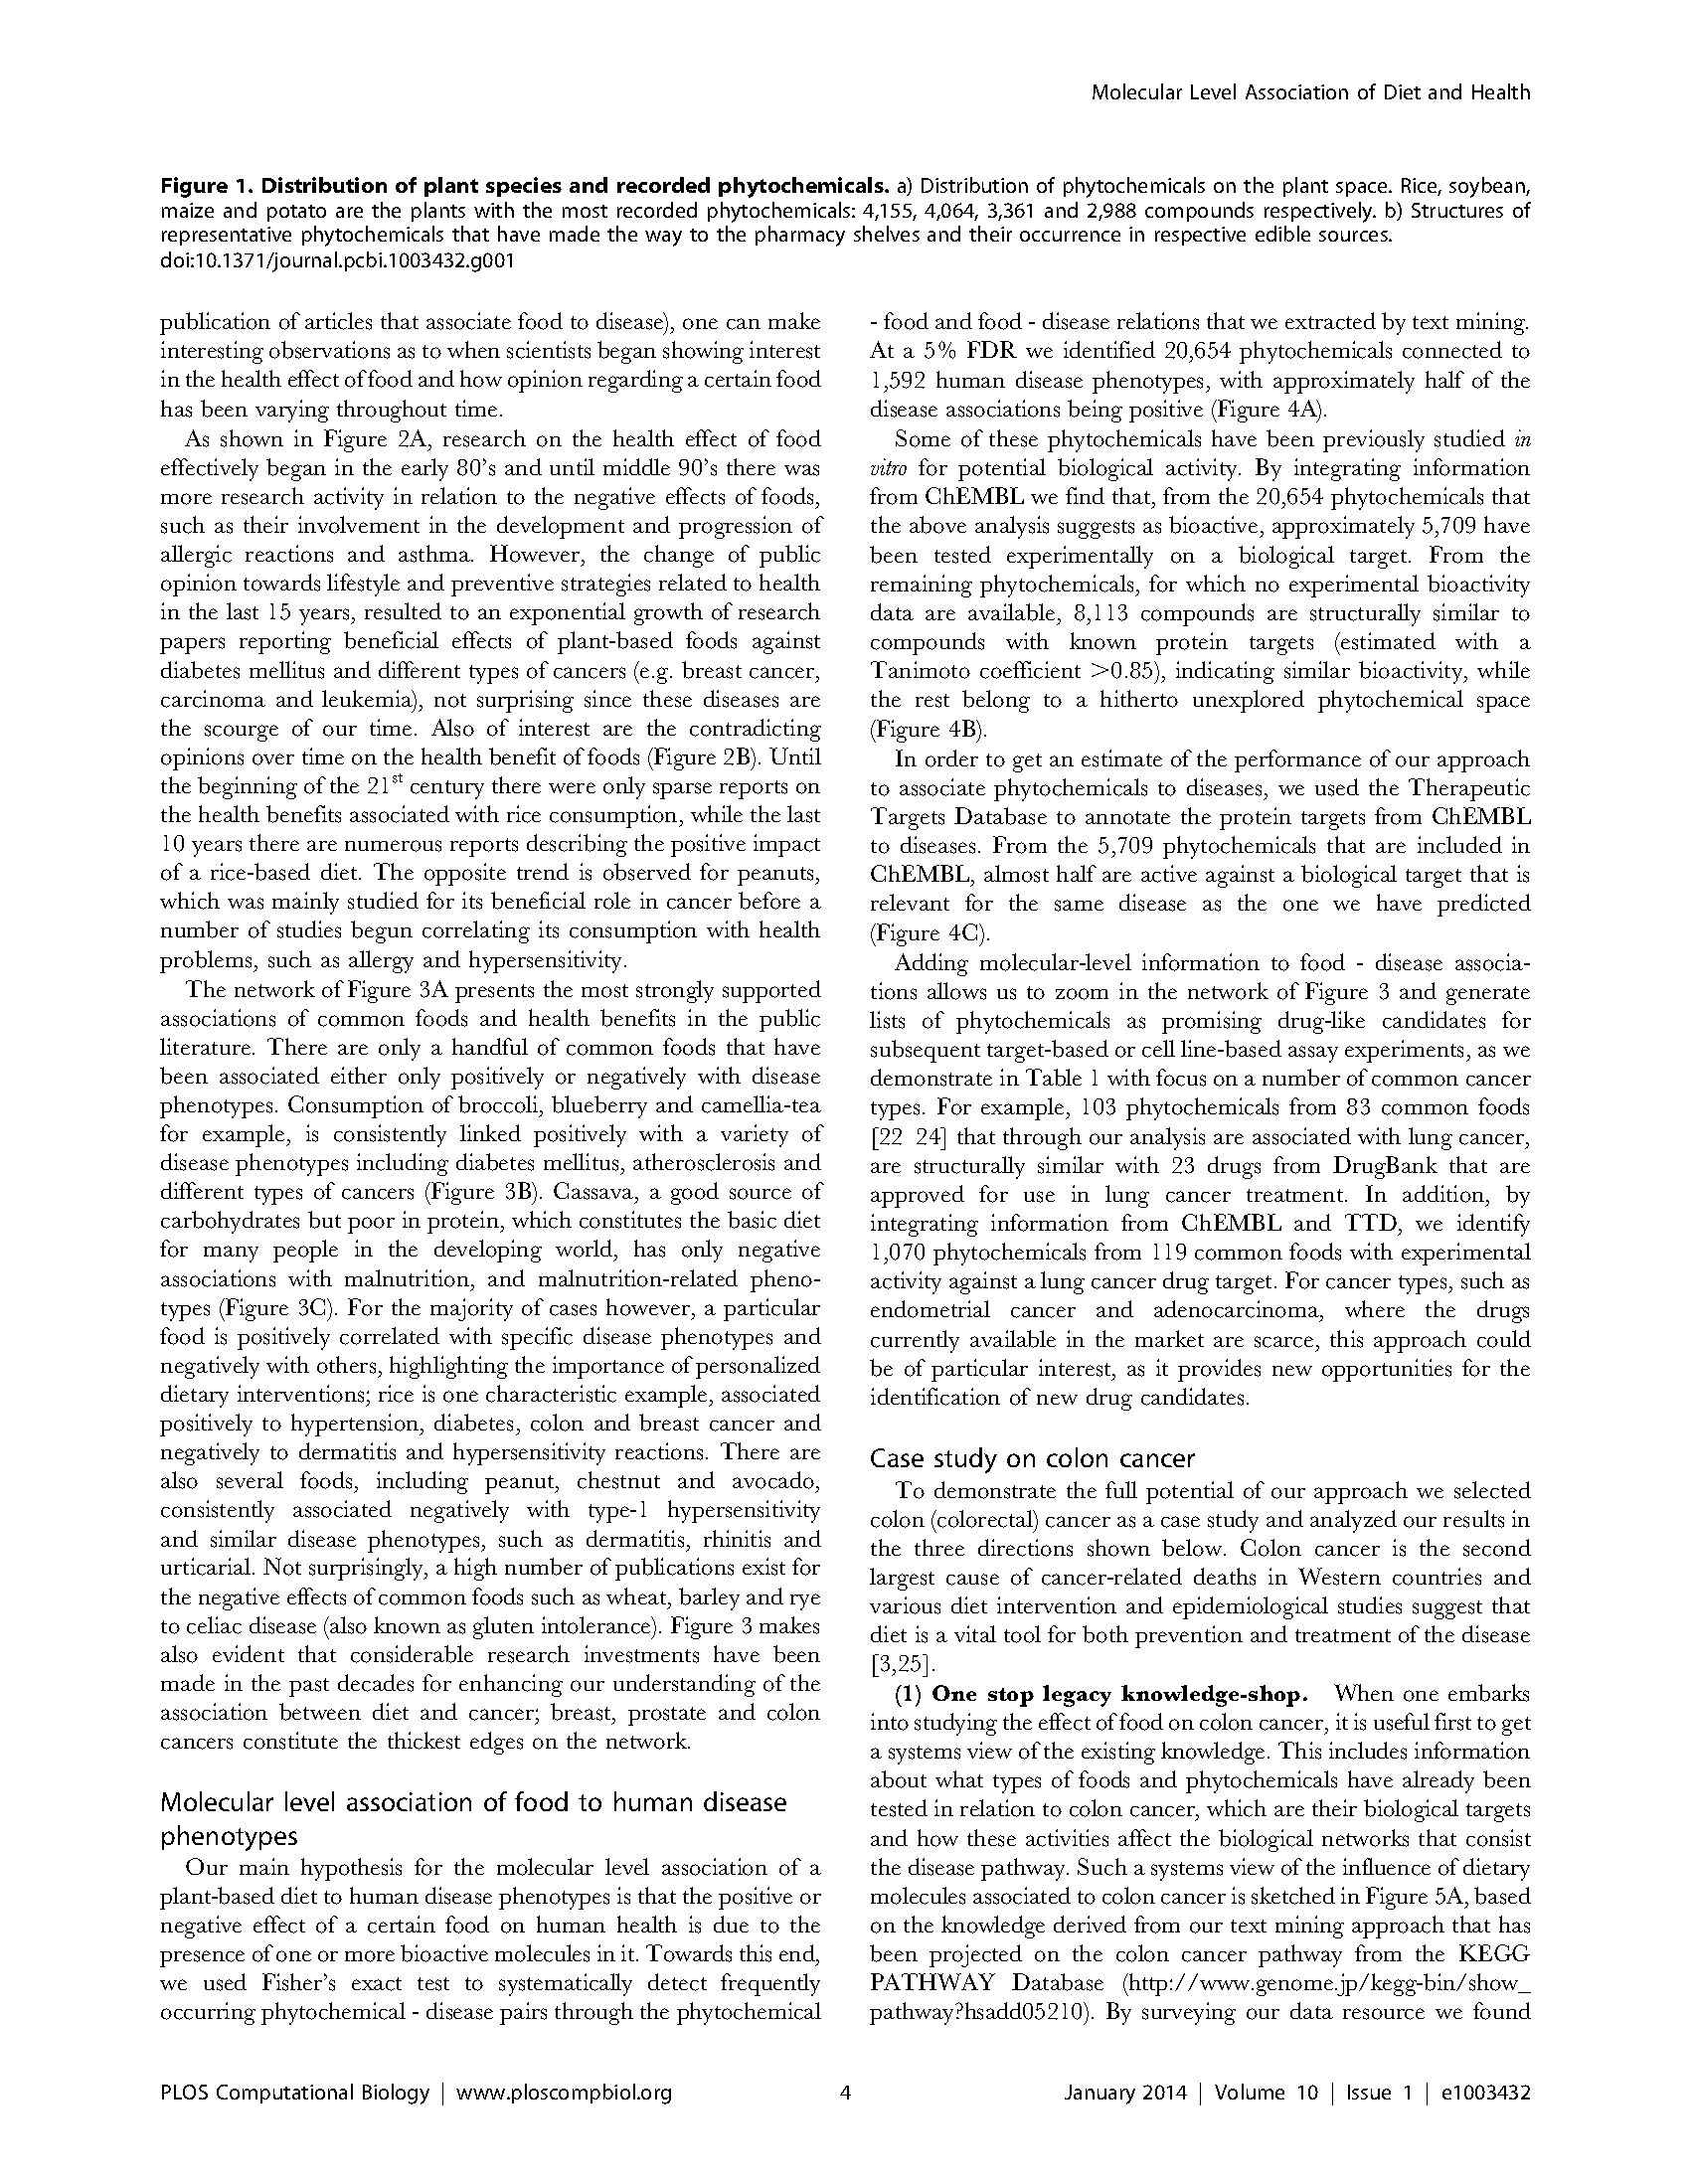 Molecular Level Association of Diet and Health
Figure 1. Distribution of plant species and recorded phytochemicals. a) Distribution of phytochemicals on the plant space. Rice, soybean,
maize and potato are the plants with the most recorded phytochemicals: 4,155, 4,064, 3,361 and 2,988 compounds respectively. b) Structures of
representative phytochemicals that have made the way to the pharmacy shelves and their occurrence in respective edible sources.
doi:10.1371/journal.pcbi.1003432.g001
publication of articles that associate food to disease), one can make
interesting observations as to when scientists began showing interest
in the health effect of food and how opinion regarding a certain food
has been varying throughout time.
As shown in Figure 2A, research on the health effect of food
effectively began in the early 80's and until middle 90's there was
more research activity in relation to the negative effects of foods,
such as their involvement in the development and progression of
allergic reactions and asthma. However, the change of public
opinion towards lifestyle and preventive strategies related to health
in the last 15 years, resulted to an exponential growth of research
papers reporting beneficial effects of plant-based foods against
diabetes mellitus and different types of cancers (e.g. breast cancer,
carcinoma and leukemia), not surprising since these diseases are
the scourge of our time. Also of interest are the contradicting
opinions over time on the health benefit of foods (Figure 2B). Until
the beginning of the 21st century there were only sparse reports on
the health benefits associated with rice consumption, while the last
10 years there are numerous reports describing the positive impact
of a rice-based diet. The opposite trend is observed for peanuts,
which was mainly studied for its beneficial role in cancer before a
number of studies begun correlating its consumption with health
problems, such as allergy and hypersensitivity.
The network of Figure 3A presents the most strongly supported
associations of common foods and health benefits in the public
literature. There are only a handful of common foods that have
been associated either only positively or negatively with disease
phenotypes. Consumption of broccoli, blueberry and camellia-tea
for example, is consistently linked positively with a variety of
disease phenotypes including diabetes mellitus, atherosclerosis and
different types of cancers (Figure 3B). Cassava, a good source of
carbohydrates but poor in protein, which constitutes the basic diet
for many people in the developing world, has only negative
associations with malnutrition, and malnutrition-related pheno-
types (Figure 3C). For the majority of cases however, a particular
food is positively correlated with specific disease phenotypes and
negatively with others, highlighting the importance of personalized
dietary interventions; rice is one characteristic example, associated
positively to hypertension, diabetes, colon and breast cancer and
negatively to dermatitis and hypersensitivity reactions. There are
also several foods, including peanut, chestnut and avocado,
consistently associated negatively with type-1 hypersensitivity
and similar disease phenotypes, such as dermatitis, rhinitis and
urticarial. Not surprisingly, a high number of publications exist for
the negative effects of common foods such as wheat, barley and rye
to celiac disease (also known as gluten intolerance). Figure 3 makes
also evident that considerable research investments have been
made in the past decades for enhancing our understanding of the
association between diet and cancer; breast, prostate and colon
cancers constitute the thickest edges on the network.
Molecular level association of food to human disease
phenotypes
Our main hypothesis for the molecular level association of a
plant-based diet to human disease phenotypes is that the positive or
negative effect of a certain food on human health is due to the
presence of one or more bioactive molecules in it. Towards this end,
we used Fisher's exact test to systematically detect frequently
occurring phytochemical - disease pairs through the phytochemical
- food and food - disease relations that we extracted by text mining.
At a 5% FDR we identified 20,654 phytochemicals connected to
1,592 human disease phenotypes, with approximately half of the
disease associations being positive (Figure 4A).
Some of these phytochemicals have been previously studied in
vitro for potential biological activity. By integrating information
from ChEMBL we find that, from the 20,654 phytochemicals that
the above analysis suggests as bioactive, approximately 5,709 have
been tested experimentally on a biological target. From the
remaining phytochemicals, for which no experimental bioactivity
data are available, 8,113 compounds are structurally similar to
compounds with known protein targets (estimated with a
Tanimoto coefficient >0.85), indicating similar bioactivity, while
the rest belong to a hitherto unexplored phytochemical space
(Figure 4B).
In order to get an estimate of the performance of our approach
to associate phytochemicals to diseases, we used the Therapeutic
Targets Database to annotate the protein targets from ChEMBL
to diseases. From the 5,709 phytochemicals that are included in
ChEMBL, almost half are active against a biological target that is
relevant for the same disease as the one we have predicted
(Figure 4C).
Adding molecular-level information to food - disease associa-
tions allows us to zoom in the network of Figure 3 and generate
lists of phytochemicals as promising drug-like candidates for
subsequent target-based or cell line-based assay experiments, as we
demonstrate in Table 1 with focus on a number of common cancer
types. For example, 103 phytochemicals from 83 common foods
[22 24] that through our analysis are associated with lung cancer,
are structurally similar with 23 drugs from DrugBank that are
approved for use in lung cancer treatment. In addition, by
integrating information from ChEMBL and TTD, we identify
1,070 phytochemicals from 119 common foods with experimental
activity against a lung cancer drug target. For cancer types, such as
endometrial cancer and adenocarcinoma, where the drugs
currently available in the market are scarce, this approach could
be of particular interest, as it provides new opportunities for the
identification of new drug candidates.
Case study on colon cancer
To demonstrate the full potential of our approach we selected
colon (colorectal) cancer as a case study and analyzed our results in
the three directions shown below. Colon cancer is the second
largest cause of cancer-related deaths in Western countries and
various diet intervention and epidemiological studies suggest that
diet is a vital tool for both prevention and treatment of the disease
[3,25].
(1) One stop legacy knowledge-shop. When one embarks
into studying the effect of food on colon cancer, it is useful first to get
a systems view of the existing knowledge. This includes information
about what types of foods and phytochemicals have already been
tested in relation to colon cancer, which are their biological targets
and how these activities affect the biological networks that consist
the disease pathway. Such a systems view of the influence of dietary
molecules associated to colon cancer is sketched in Figure 5A, based
on the knowledge derived from our text mining approach that has
been projected on the colon cancer pathway from the KEGG
PATHWAY Database (http://www.genome.jp/kegg-bin/show_
pathway?hsadd05210). By surveying our data resource we found
PLOS Computational Biology | www.ploscompbiol.org
4
January 2014 | Volume 10 | Issue 1 | e1003432